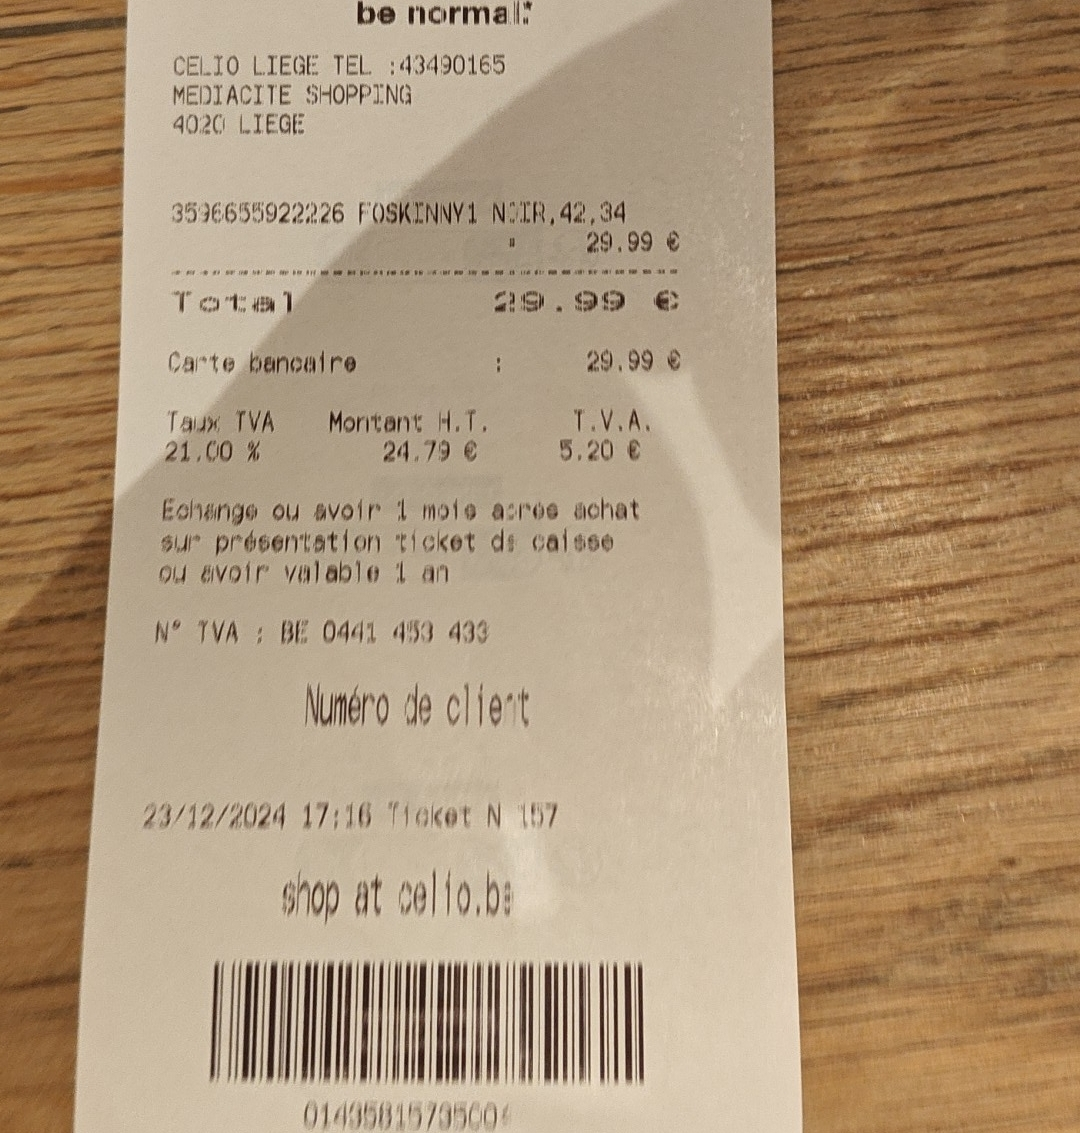 be normal:
CELIO LIEGE TEL :43490165
MEDIACITE SHOPPING
4020 LIEGE
3596655922226 FOSKINNY1 NOIR,42,34
29.99 €
Total 29.99 €
Carte bancaire : 29.99 €
Taux TVA Montant H.T. T.V.A.
21.00 % 24.79 € 5.20 €
Echange ou avoir 1 mois apres achat
sur présentation ticket de caisse
ou avoir valable 1 an
N° TVA : BE 0441 453 433
Numéro de client
23/12/2024 17:16 Ticket N 157
shop at celio.be